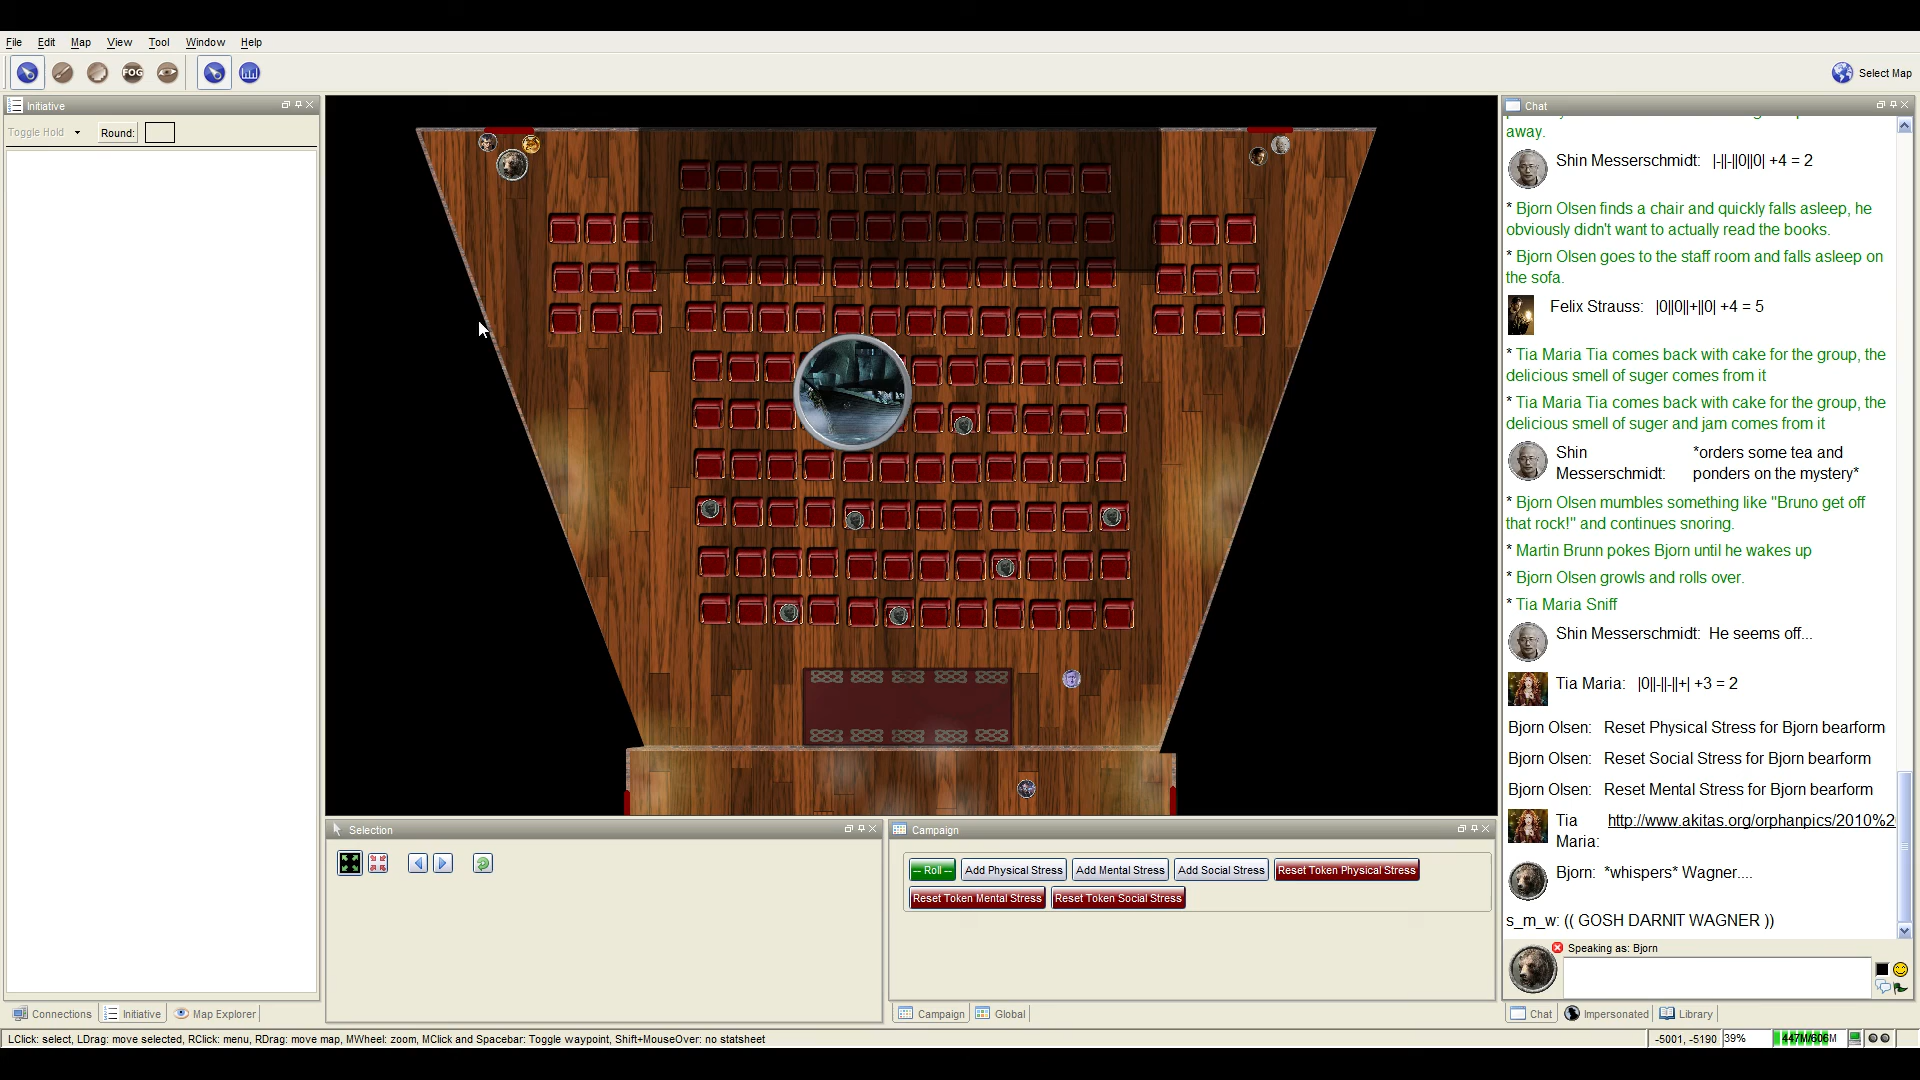 File Edit Map View Tool Window Help
FOG
Select Map
Initiative
Toggle Hold Round:
Chat
away.
Shin Messerschmidt: |-||-||0||0| +4 = 2
* Bjorn Olsen finds a chair and quickly falls asleep, he
obviously didn't want to actually read the books.
* Bjorn Olsen goes to the staff room and falls asleep on
the sofa.
Felix Strauss: |0||0||+||0| +4 = 5
* Tia Maria Tia comes back with cake for the group, the
delicious smell of suger comes from it
* Tia Maria Tia comes back with cake for the group, the
delicious smell of suger and jam comes from it
Shin *orders some tea and
Messerschmidt: ponders on the mystery*
* Bjorn Olsen mumbles something like "Bruno get off
that rock!" and continues snoring.
* Martin Brunn pokes Bjorn until he wakes up
* Bjorn Olsen growls and rolls over.
* Tia Maria Sniff
Shin Messerschmidt: He seems off...
Tia Maria: |0||-||-||+| +3 = 2
Bjorn Olsen: Reset Physical Stress for Bjorn bearform
Bjorn Olsen: Reset Social Stress for Bjorn bearform
Bjorn Olsen: Reset Mental Stress for Bjorn bearform
Tia http://www.akitas.org/orphanpics/2010%2
Maria:
Bjorn: *whispers* Wagner....
s_m_w: (( GOSH DARNIT WAGNER ))
Speaking as: Bjorn
Selection
Campaign
-- Roll -- Add Physical Stress Add Mental Stress Add Social Stress Reset Token Physical Stress
Reset Token Mental Stress Reset Token Social Stress
Connections Initiative Map Explorer
Campaign Global
Chat Impersonated Library
LClick: select, LDrag: move selected, RClick: menu, RDrag: move map, MWheel: zoom, MClick and Spacebar: Toggle waypoint, Shift+MouseOver: no statsheet
-5001, -5190 39% 447M/606M